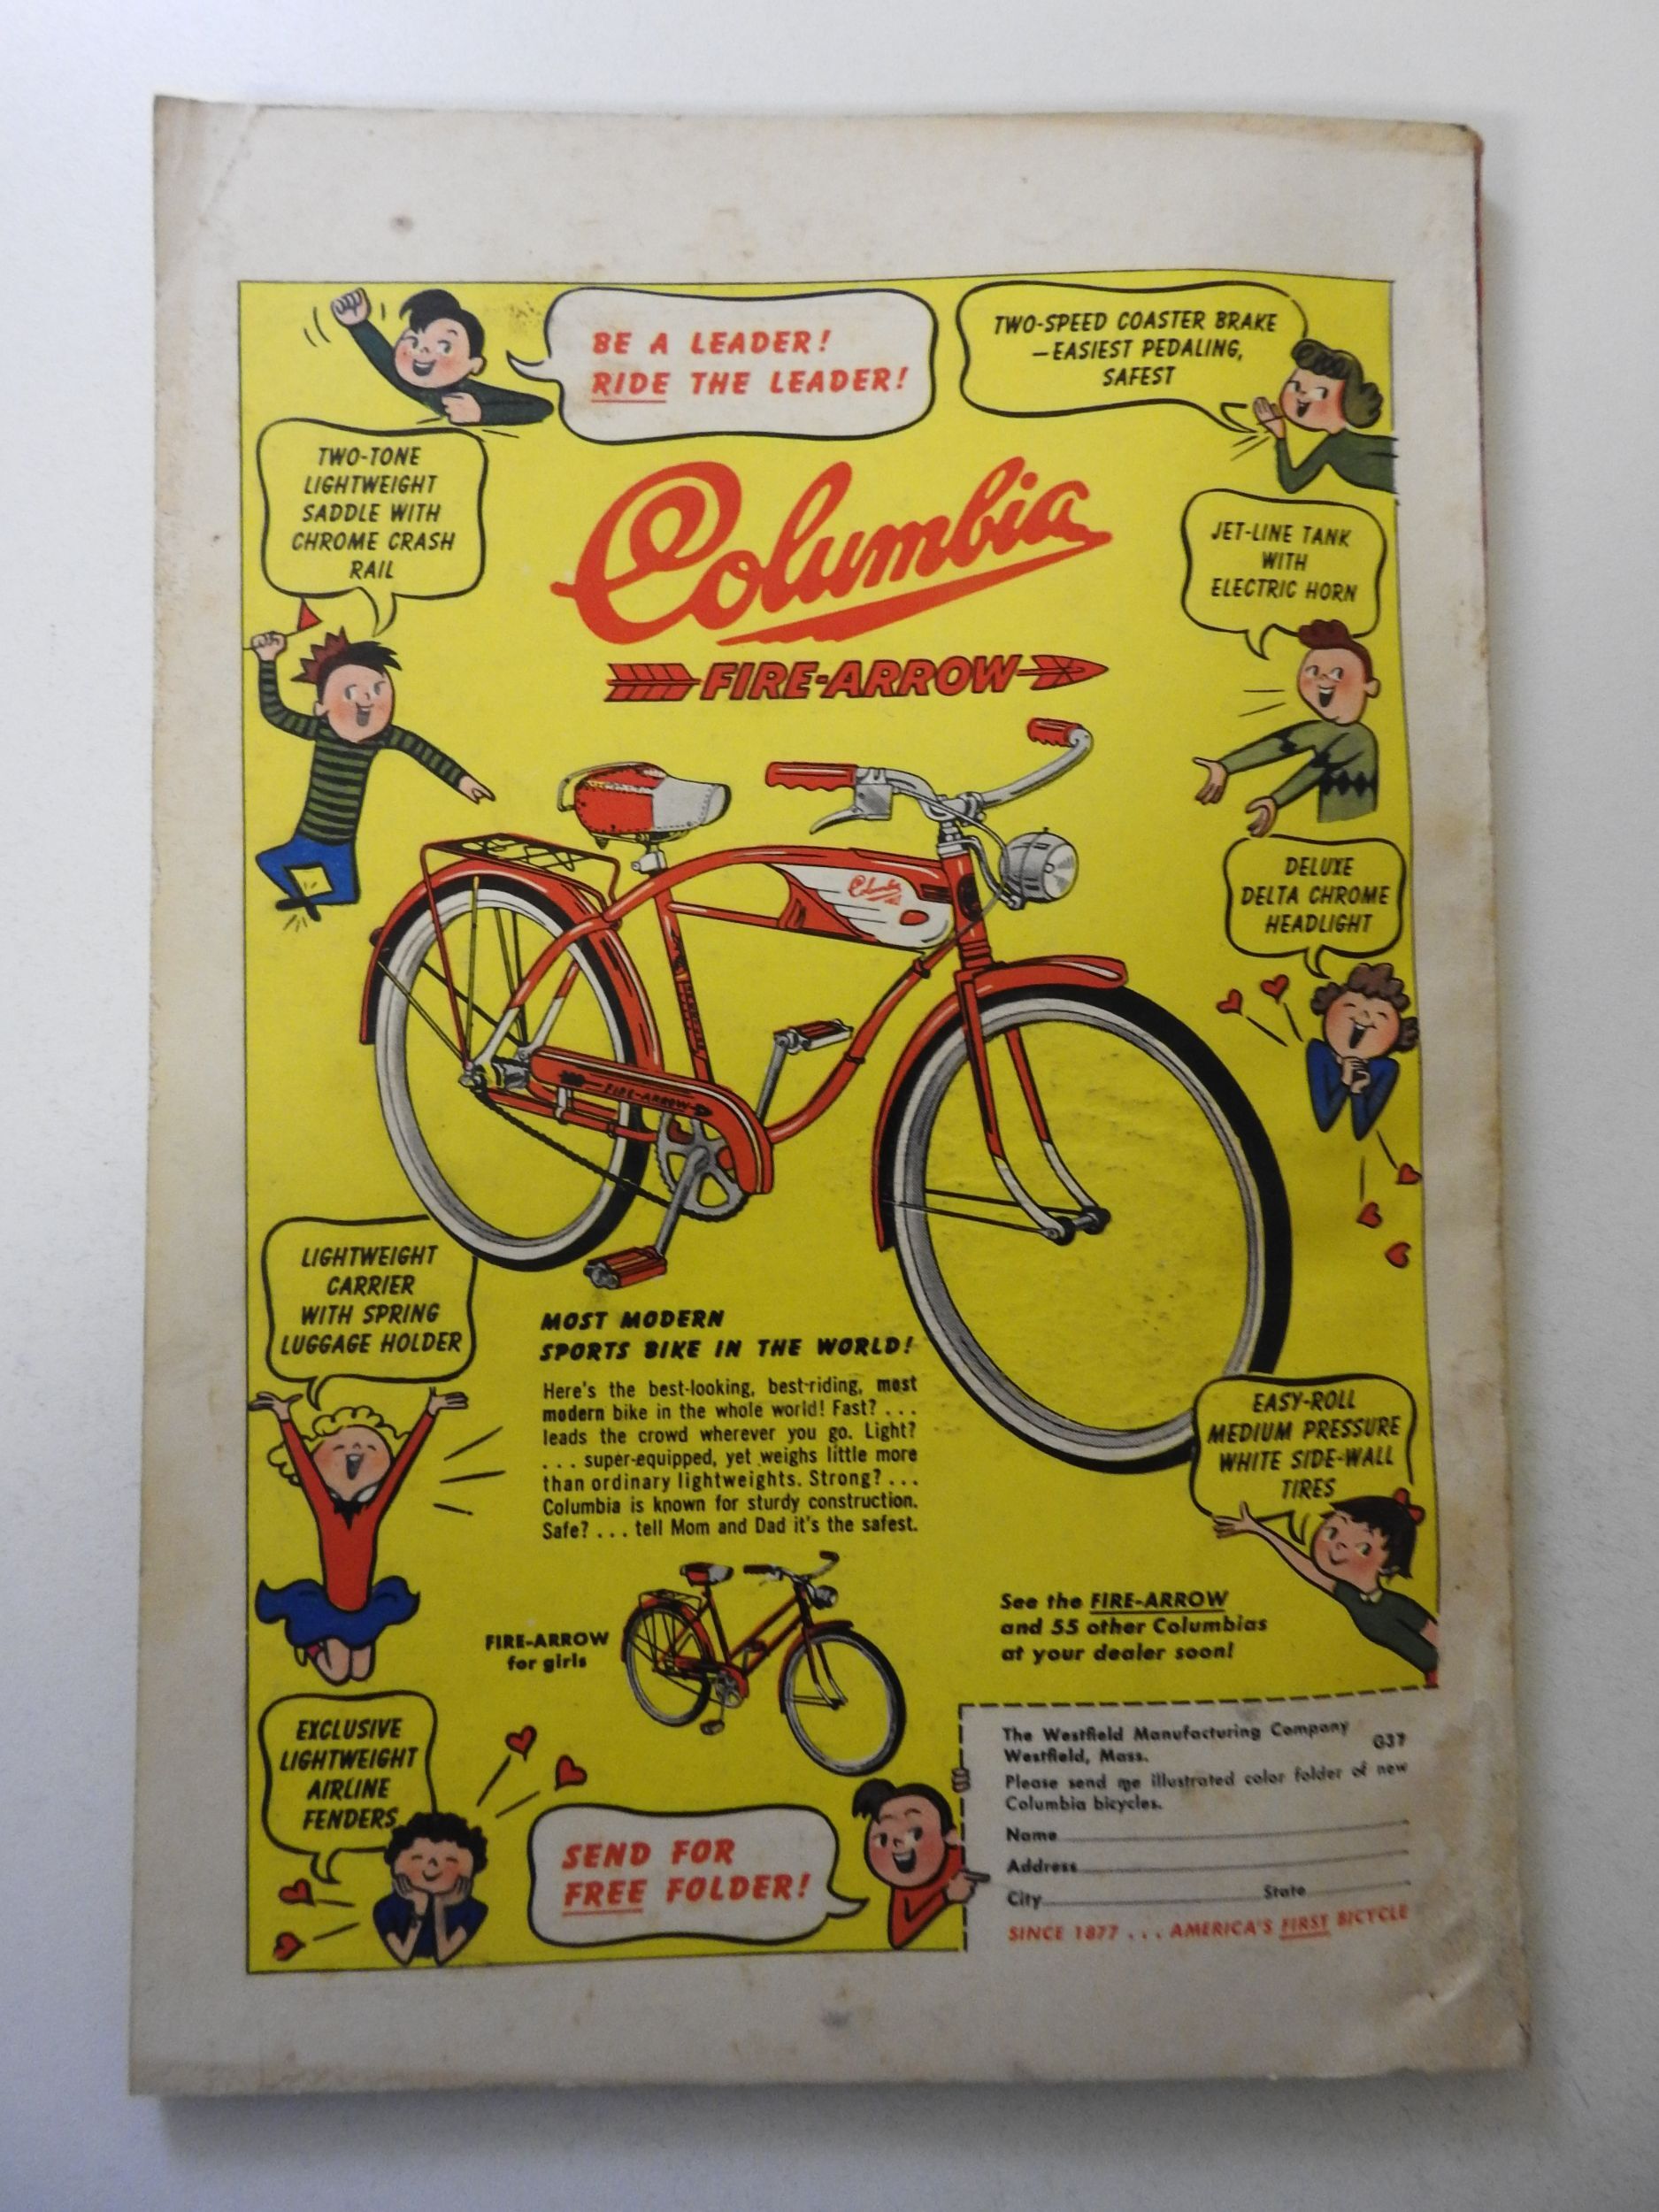 BE A LEADER!
RIDE THE LEADER!
TWO-SPEED COASTER BRAKE
—EASIEST PEDALING,
SAFEST
TWO-TONE
LIGHTWEIGHT
SADDLE WITH
CHROME CRASH
RAIL
Columbia
FIRE-ARROW
JET-LINE TANK
WITH
ELECTRIC HORN
DELUXE
DELTA CHROME
HEADLIGHT
Columbia
FIRE-ARROW
LIGHTWEIGHT
CARRIER
WITH SPRING
LUGGAGE HOLDER
MOST MODERN
SPORTS BIKE IN THE WORLD!
Here's the best-looking, best-riding, most
modern bike in the whole world! Fast? ...
leads the crowd wherever you go. Light?
... super-equipped, yet weighs little more
than ordinary lightweights. Strong? ...
Columbia is known for sturdy construction.
Safe? ... tell Mom and Dad it's the safest.
EASY-ROLL
MEDIUM PRESSURE
WHITE SIDE-WALL
TIRES
FIRE-ARROW
for girls
See the FIRE-ARROW
and 55 other Columbias
at your dealer soon!
EXCLUSIVE
LIGHTWEIGHT
AIRLINE
FENDERS
SEND FOR
FREE FOLDER!
The Westfield Manufacturing Company G37
Westfield, Mass.
Please send me illustrated color folder of new
Columbia bicycles.
Name
Address
City State
SINCE 1877 ... AMERICA'S FIRST BICYCLE